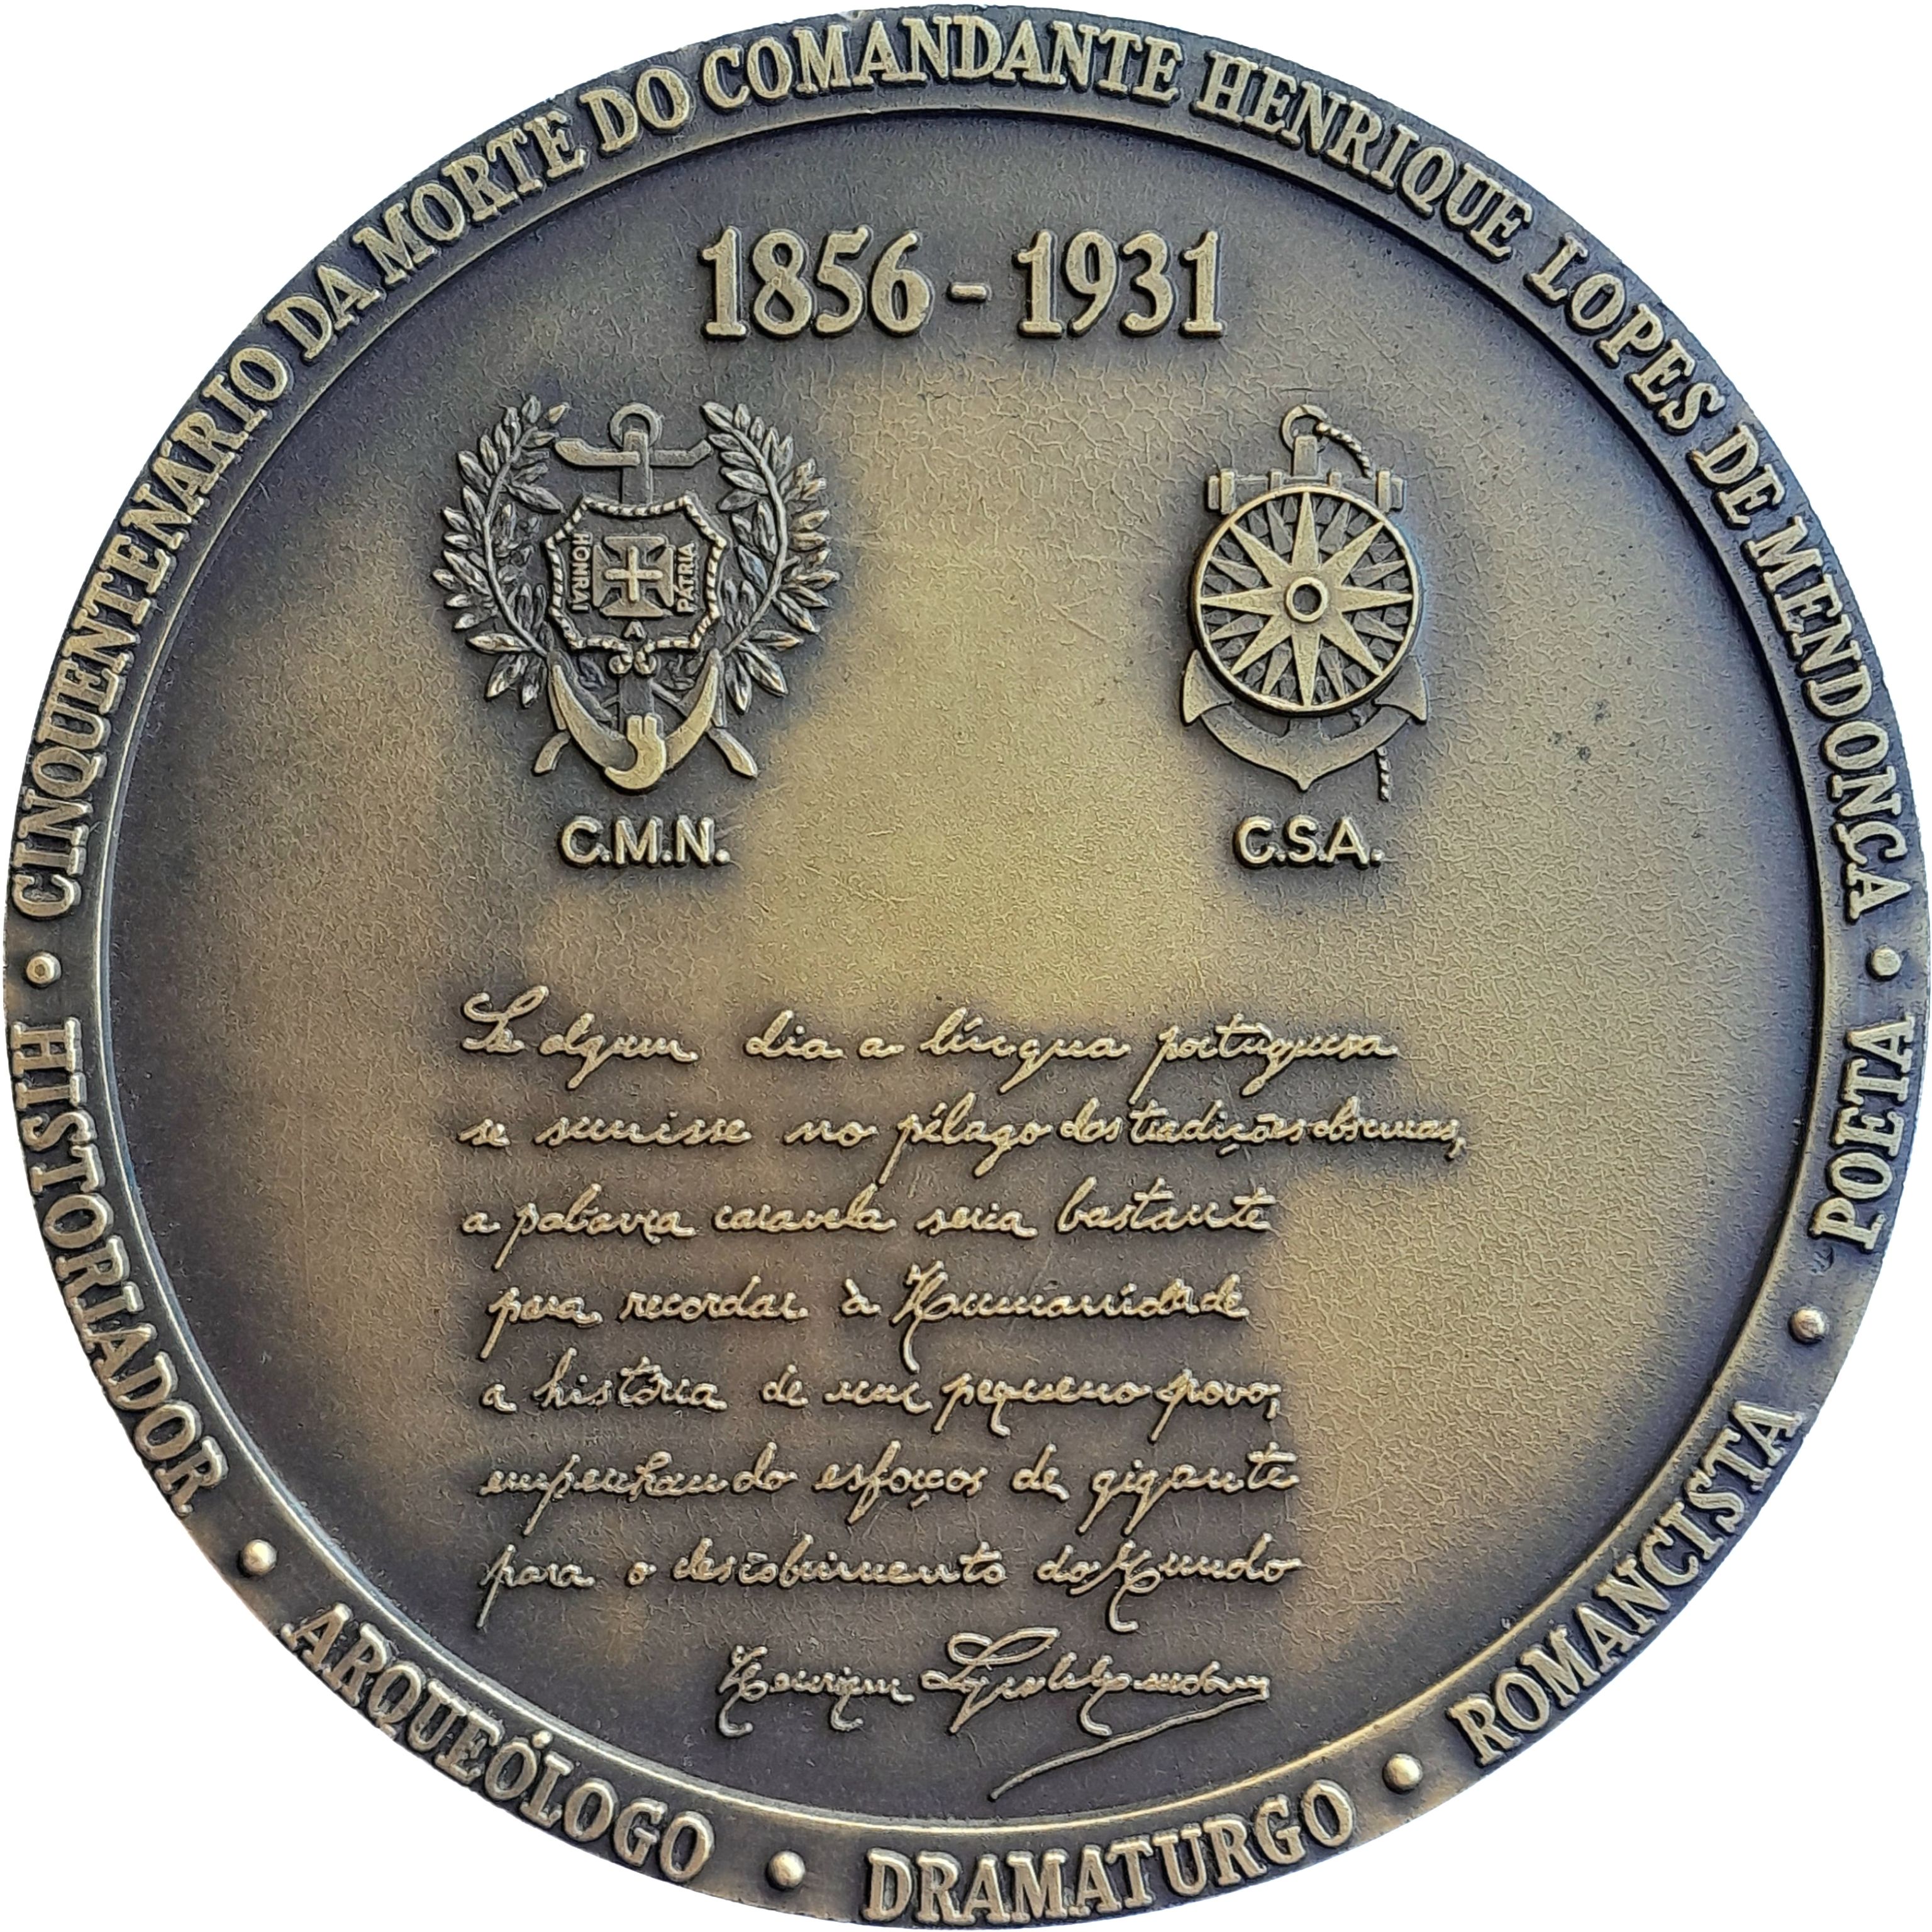 CINQUENTENARIO DA MORTE DO COMANDANTE HENRIQUE LOPES DE MENDONÇA • POETA • ROMANCISTA • DRAMATURGO • ARQUEÓLOGO • HISTORIADOR •
1856 - 1931
HONRAI PÁTRIA
C.M.N.
C.S.A.
Se algum dia a língua portuguesa
se sumisse no pélago das tradições obscuras,
a palavra caravela seria bastante
para recordar à Humanidade
a história de um pequeno povo,
empenhando esforços de gigante
para o descobrimento do Mundo
Henrique Lopes de Mendonça